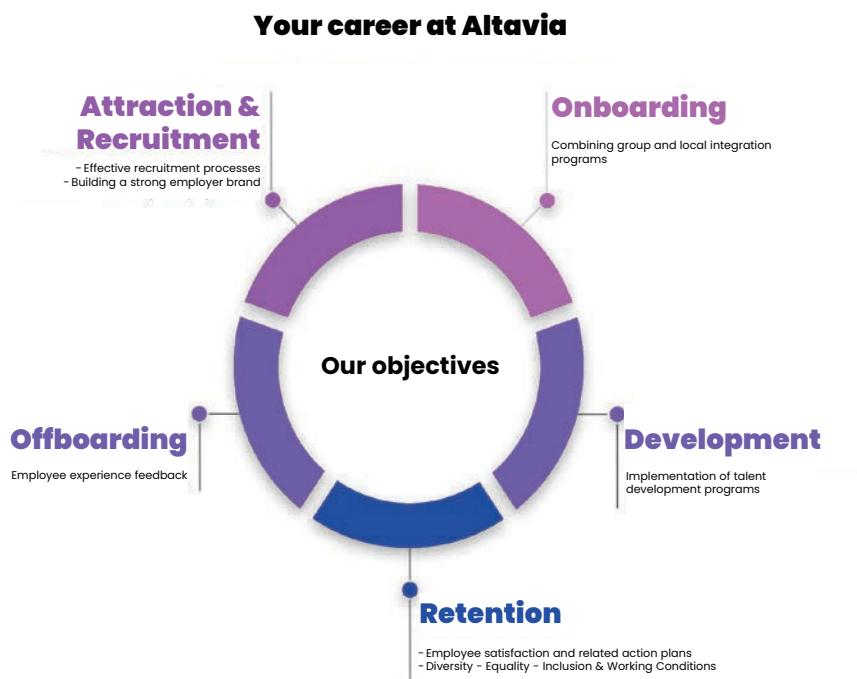 Your career at Altavia
Attraction &
Recruitment
- Effective recruitment processes
- Building a strong employer brand
Onboarding
Combining group and local integration
programs
Our objectives
Offboarding
Employee experience feedback
Development
Implementation of talent
development programs
Retention
- Employee satisfaction and related action plans
- Diversity - Equality - Inclusion & Working Conditions